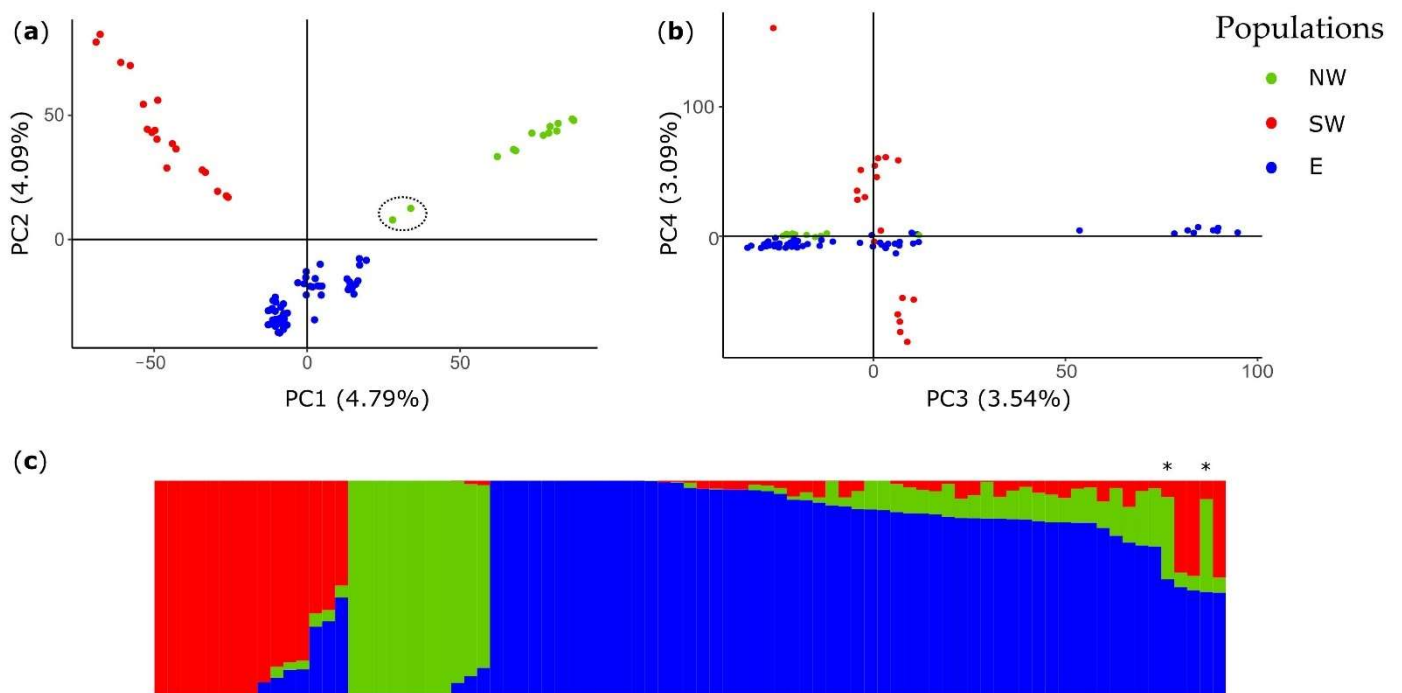 (a)
PC2 (4.09%)
50
0
−50
0
50
PC1 (4.79%)
(b)
PC4 (3.09%)
100
0
0
50
100
PC3 (3.54%)
Populations
NW
SW
E
(c)
* *